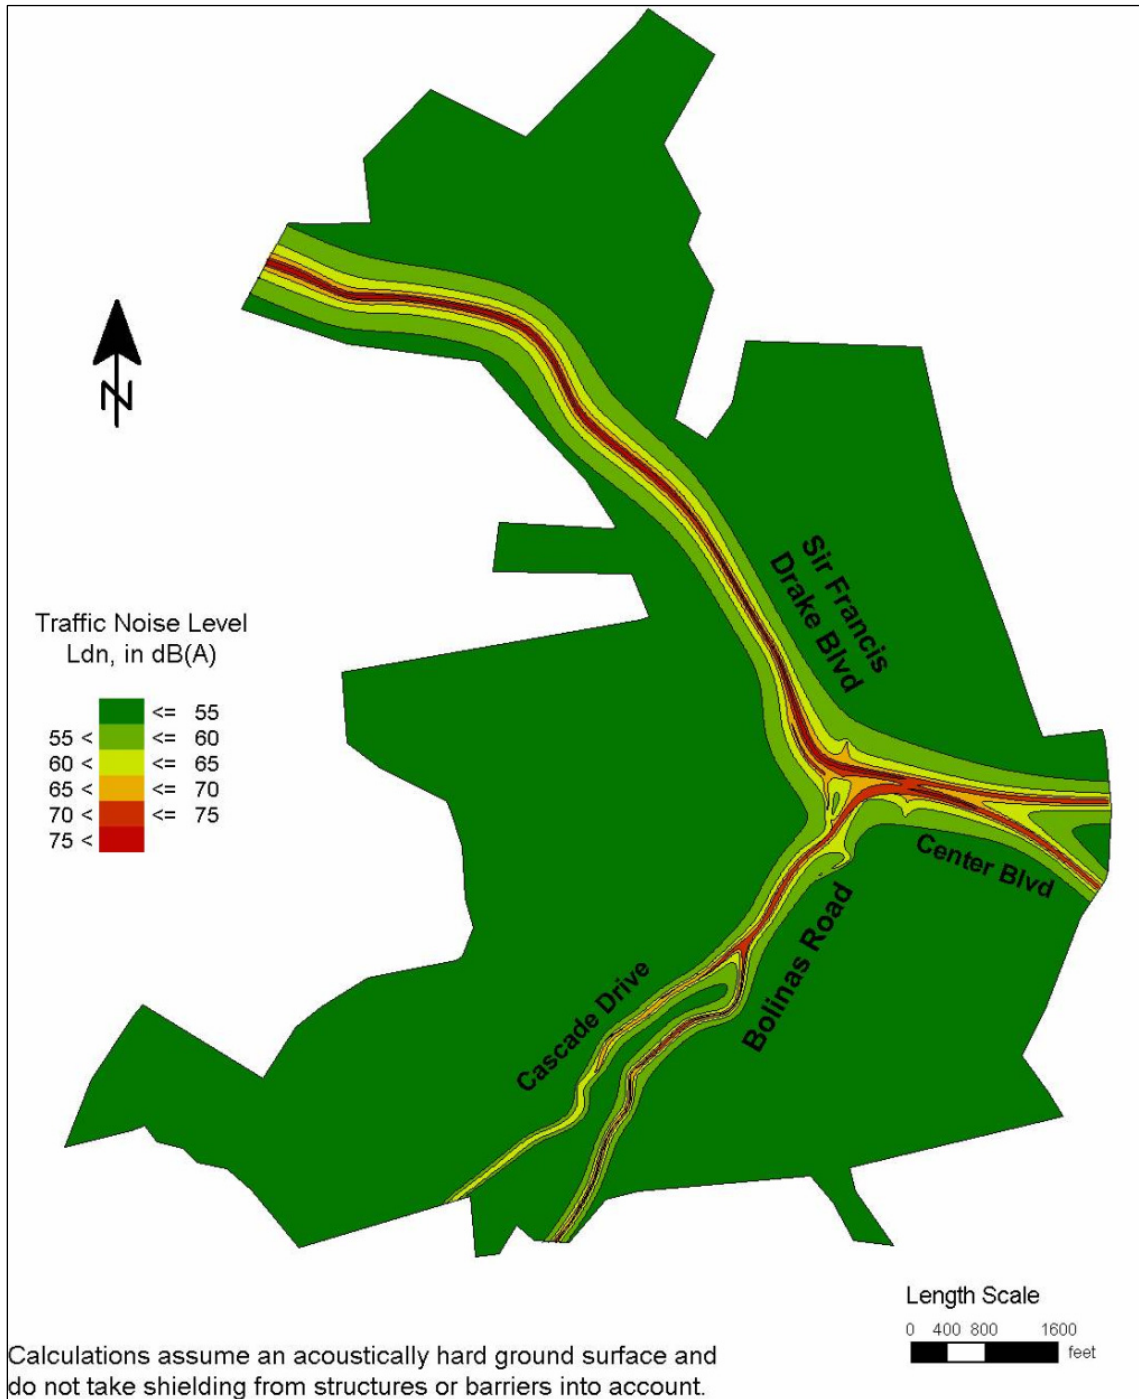 N
Sir Francis
Drake Blvd
Traffic Noise Level
Ldn, in dB(A)
<= 55
55 < <= 60
60 < <= 65
65 < <= 70
70 < <= 75
75 <
Center Blvd
Bolinas Road
Cascade Drive
Length Scale
0 400 800 1600
feet
Calculations assume an acoustically hard ground surface and
do not take shielding from structures or barriers into account.